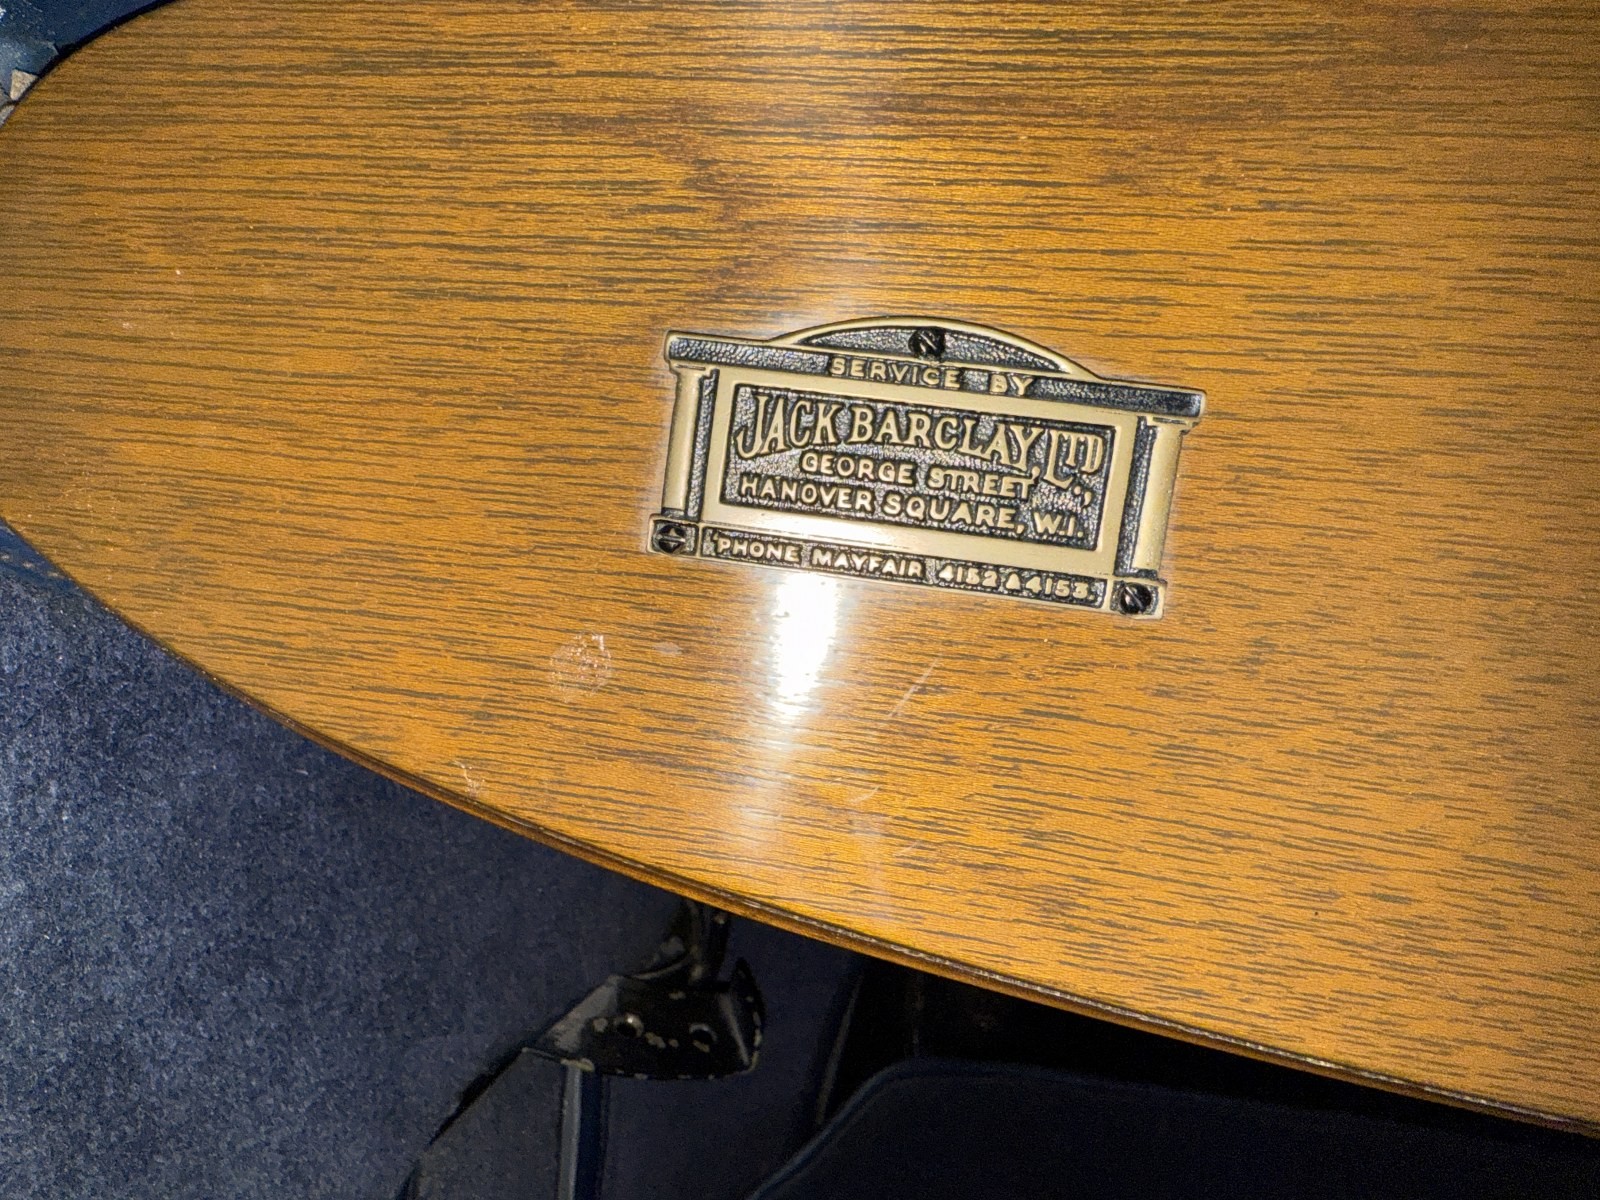 SERVICE BY
JACK BARCLAY, LTD.,
GEORGE STREET
HANOVER SQUARE, W.1.
'PHONE MAYFAIR 4152 & 4153.